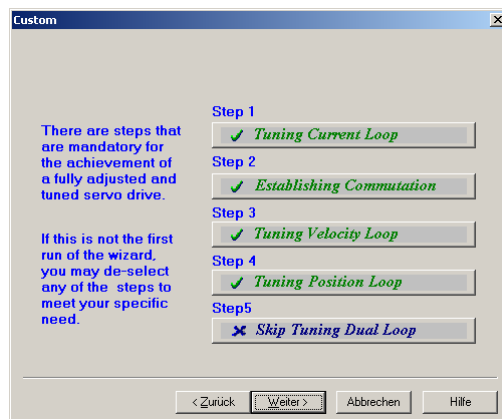 Custom
There are steps that
are mandatory for
the achievement of
a fully adjusted and
tuned servo drive.
If this is not the first
run of the wizard,
you may de-select
any of the steps to
meet your specific
need.
Step 1
Tuning Current Loop
Step 2
Establishing Commutation
Step 3
Tuning Velocity Loop
Step 4
Tuning Position Loop
Step5
Skip Tuning Dual Loop
< Zurück
Weiter >
Abbrechen
Hilfe